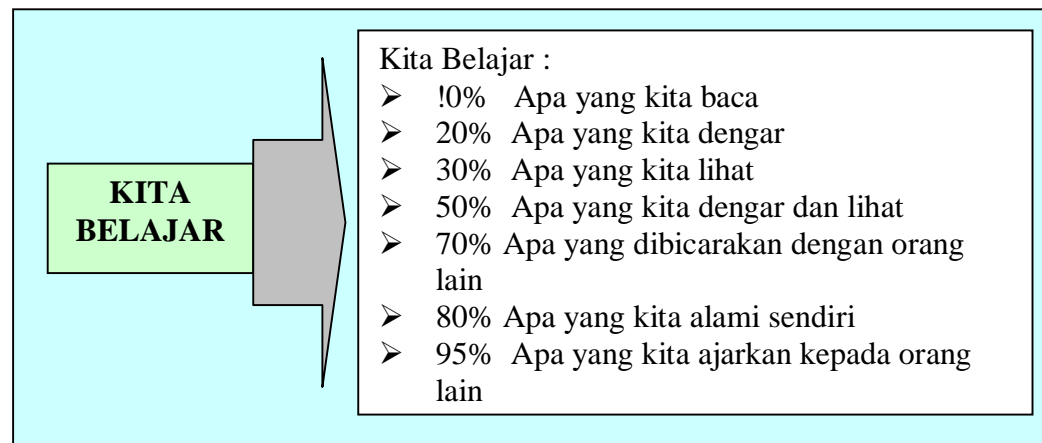 KITA
BELAJAR
Kita Belajar :
➤ !0% Apa yang kita baca
➤ 20% Apa yang kita dengar
➤ 30% Apa yang kita lihat
➤ 50% Apa yang kita dengar dan lihat
➤ 70% Apa yang dibicarakan dengan orang
lain
➤ 80% Apa yang kita alami sendiri
➤ 95% Apa yang kita ajarkan kepada orang
lain